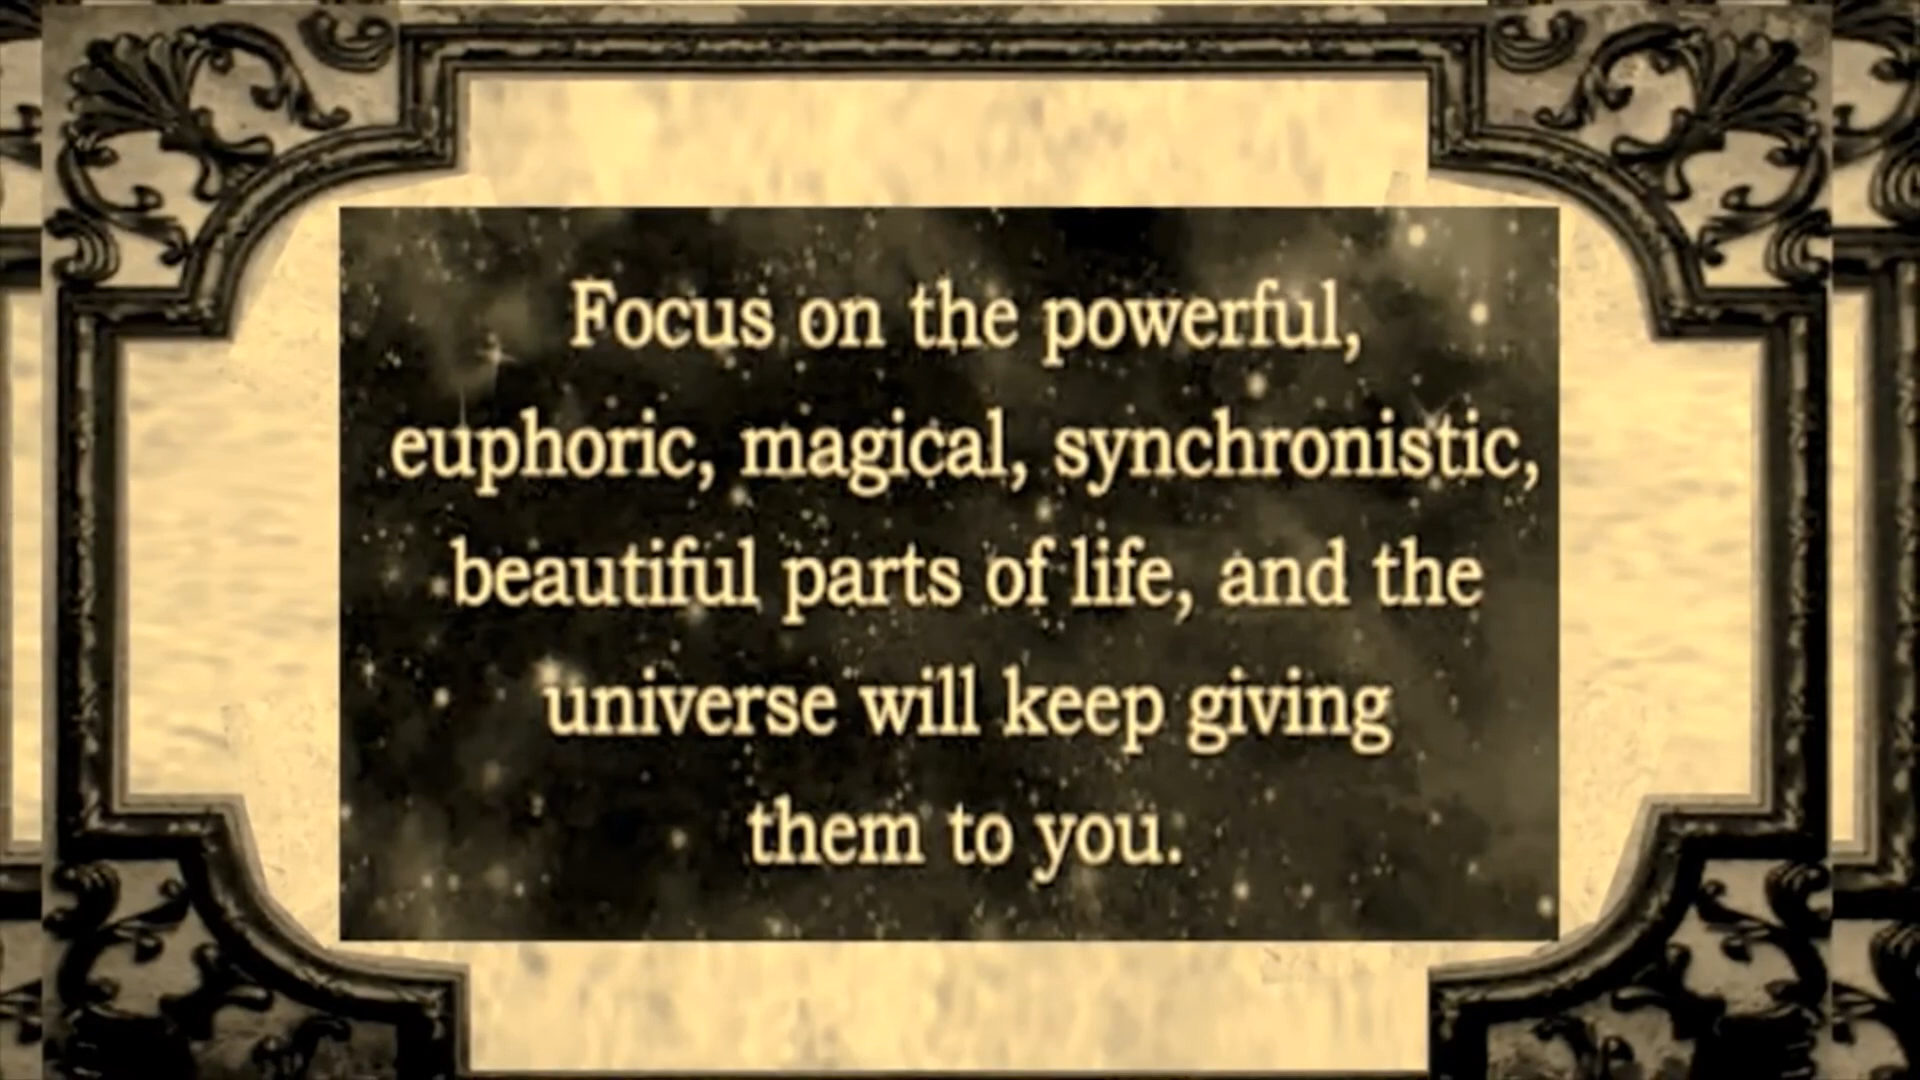 Focus on the powerful,
euphoric, magical, synchronistic,
beautiful parts of life, and the
universe will keep giving
them to you.